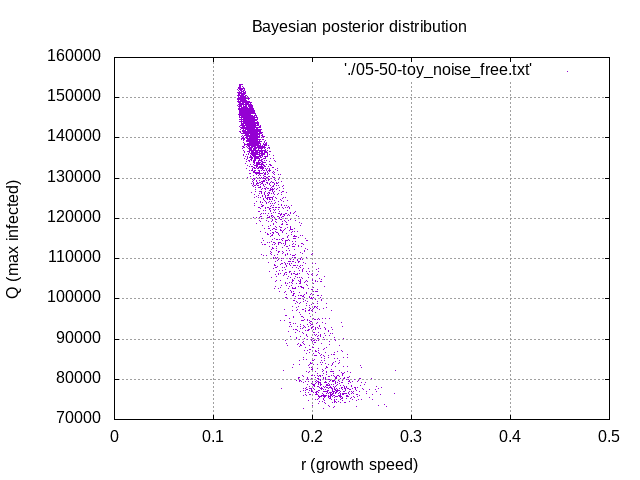 Bayesian posterior distribution
'./05-50-toy_noise_free.txt'
160000
150000
140000
130000
120000
110000
100000
90000
80000
70000
Q (max infected)
0 0.1 0.2 0.3 0.4 0.5
r (growth speed)